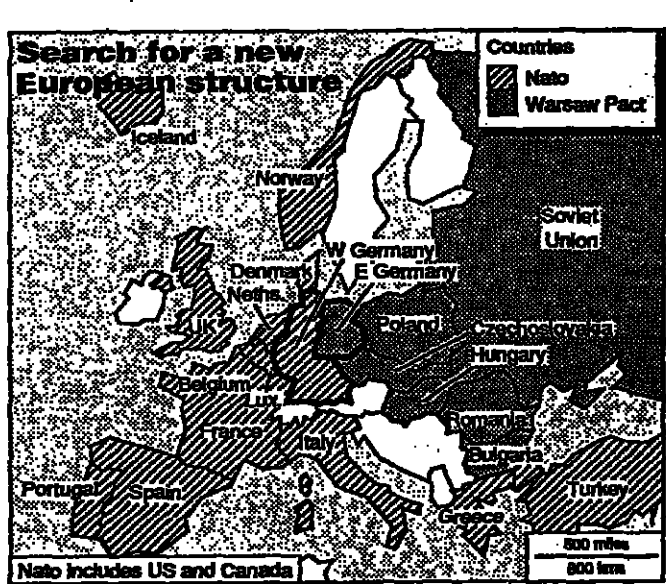 Search for a new
European structure
Countries
Nato
Warsaw Pact
Iceland
Norway
Soviet
Union
W Germany
Denmark
E Germany
Neths.
UK
Poland
Czechoslovakia
Hungary
Belgium
Lux
France
Romania
Italy
Bulgaria
Portugal
Spain
Turkey
Greece
500 miles
800 kms
Nato includes US and Canada